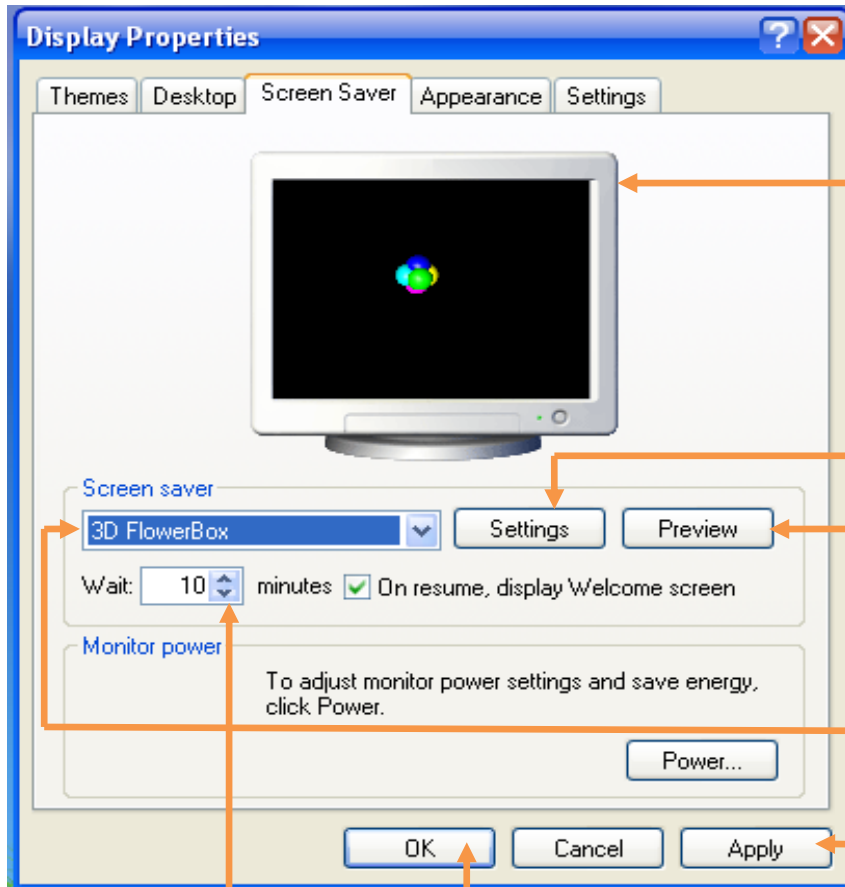 Display Properties
Themes Desktop Screen Saver Appearance Settings
Screen saver
3D FlowerBox Settings Preview
Wait: 10 minutes On resume, display Welcome screen
Monitor power
To adjust monitor power settings and save energy,
click Power.
Power...
OK Cancel Apply